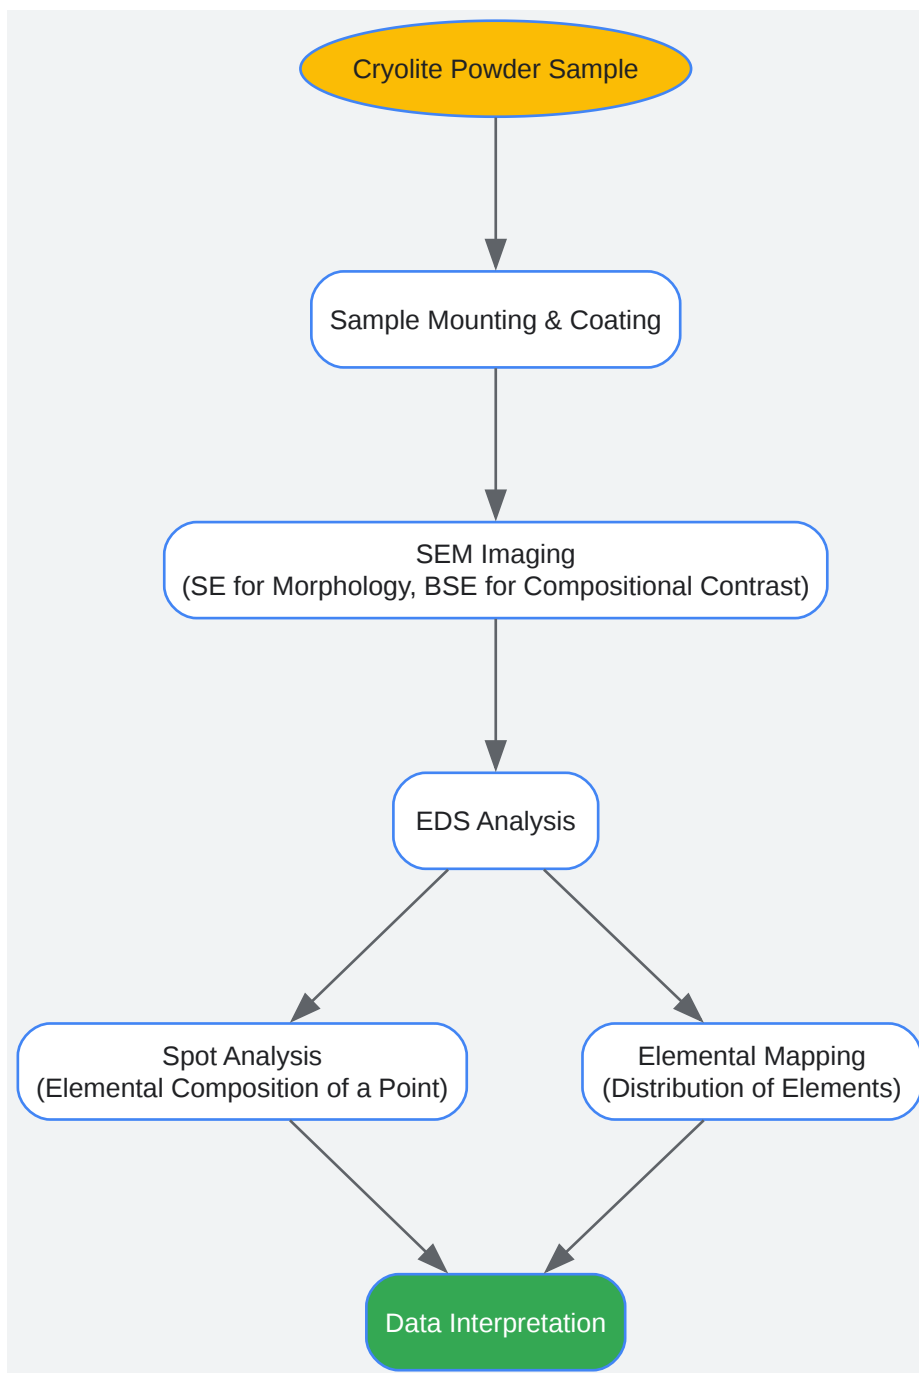 Cryolite Powder Sample
Sample Mounting & Coating
SEM Imaging
(SE for Morphology, BSE for Compositional Contrast)
EDS Analysis
Spot Analysis
(Elemental Composition of a Point)
Elemental Mapping
(Distribution of Elements)
Data Interpretation